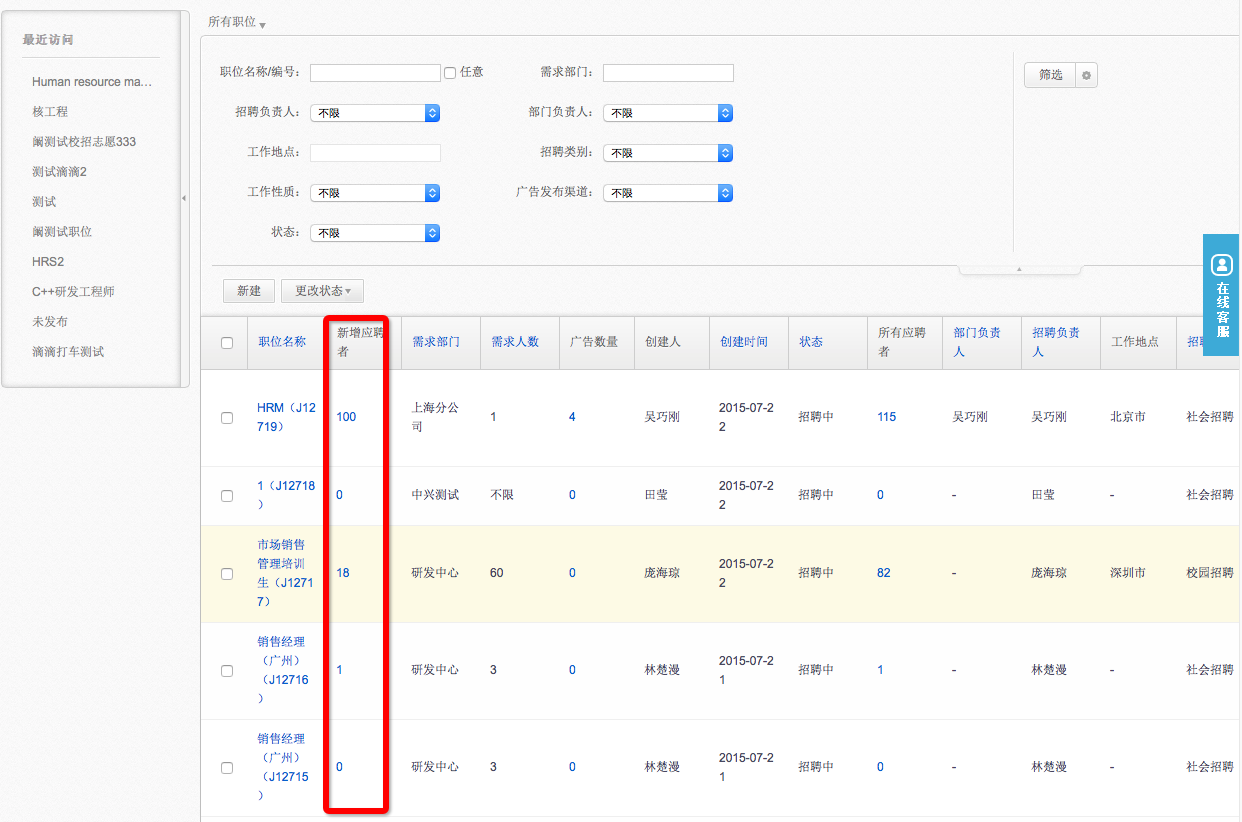 最近访问
Human resource ma...
核工程
阚测试校招志愿333
测试滴滴2
测试
阚测试职位
HRS2
C++研发工程师
未发布
滴滴打车测试
所有职位
职位名称/编号： 任意 需求部门：
筛选
招聘负责人： 不限 部门负责人： 不限
工作地点： 招聘类别： 不限
工作性质： 不限 广告发布渠道： 不限
状态： 不限
在线客服
新建 更改状态
职位名称 新增应聘者 需求部门 需求人数 广告数量 创建人 创建时间 状态 所有应聘者 部门负责人 招聘负责人 工作地点 招聘
HRM（J12719） 100 上海分公司 1 4 吴巧刚 2015-07-22 招聘中 115 吴巧刚 吴巧刚 北京市 社会招聘
1（J12718） 0 中兴测试 不限 0 田莹 2015-07-22 招聘中 0 - 田莹 - 社会招聘
市场销售管理培训生（J12717） 18 研发中心 60 0 庞海琼 2015-07-22 招聘中 82 - 庞海琼 深圳市 校园招聘
销售经理（广州）（J12716） 1 研发中心 3 0 林楚漫 2015-07-21 招聘中 1 - 林楚漫 - 社会招聘
销售经理（广州）（J12715） 0 研发中心 3 0 林楚漫 2015-07-21 招聘中 0 - 林楚漫 - 社会招聘